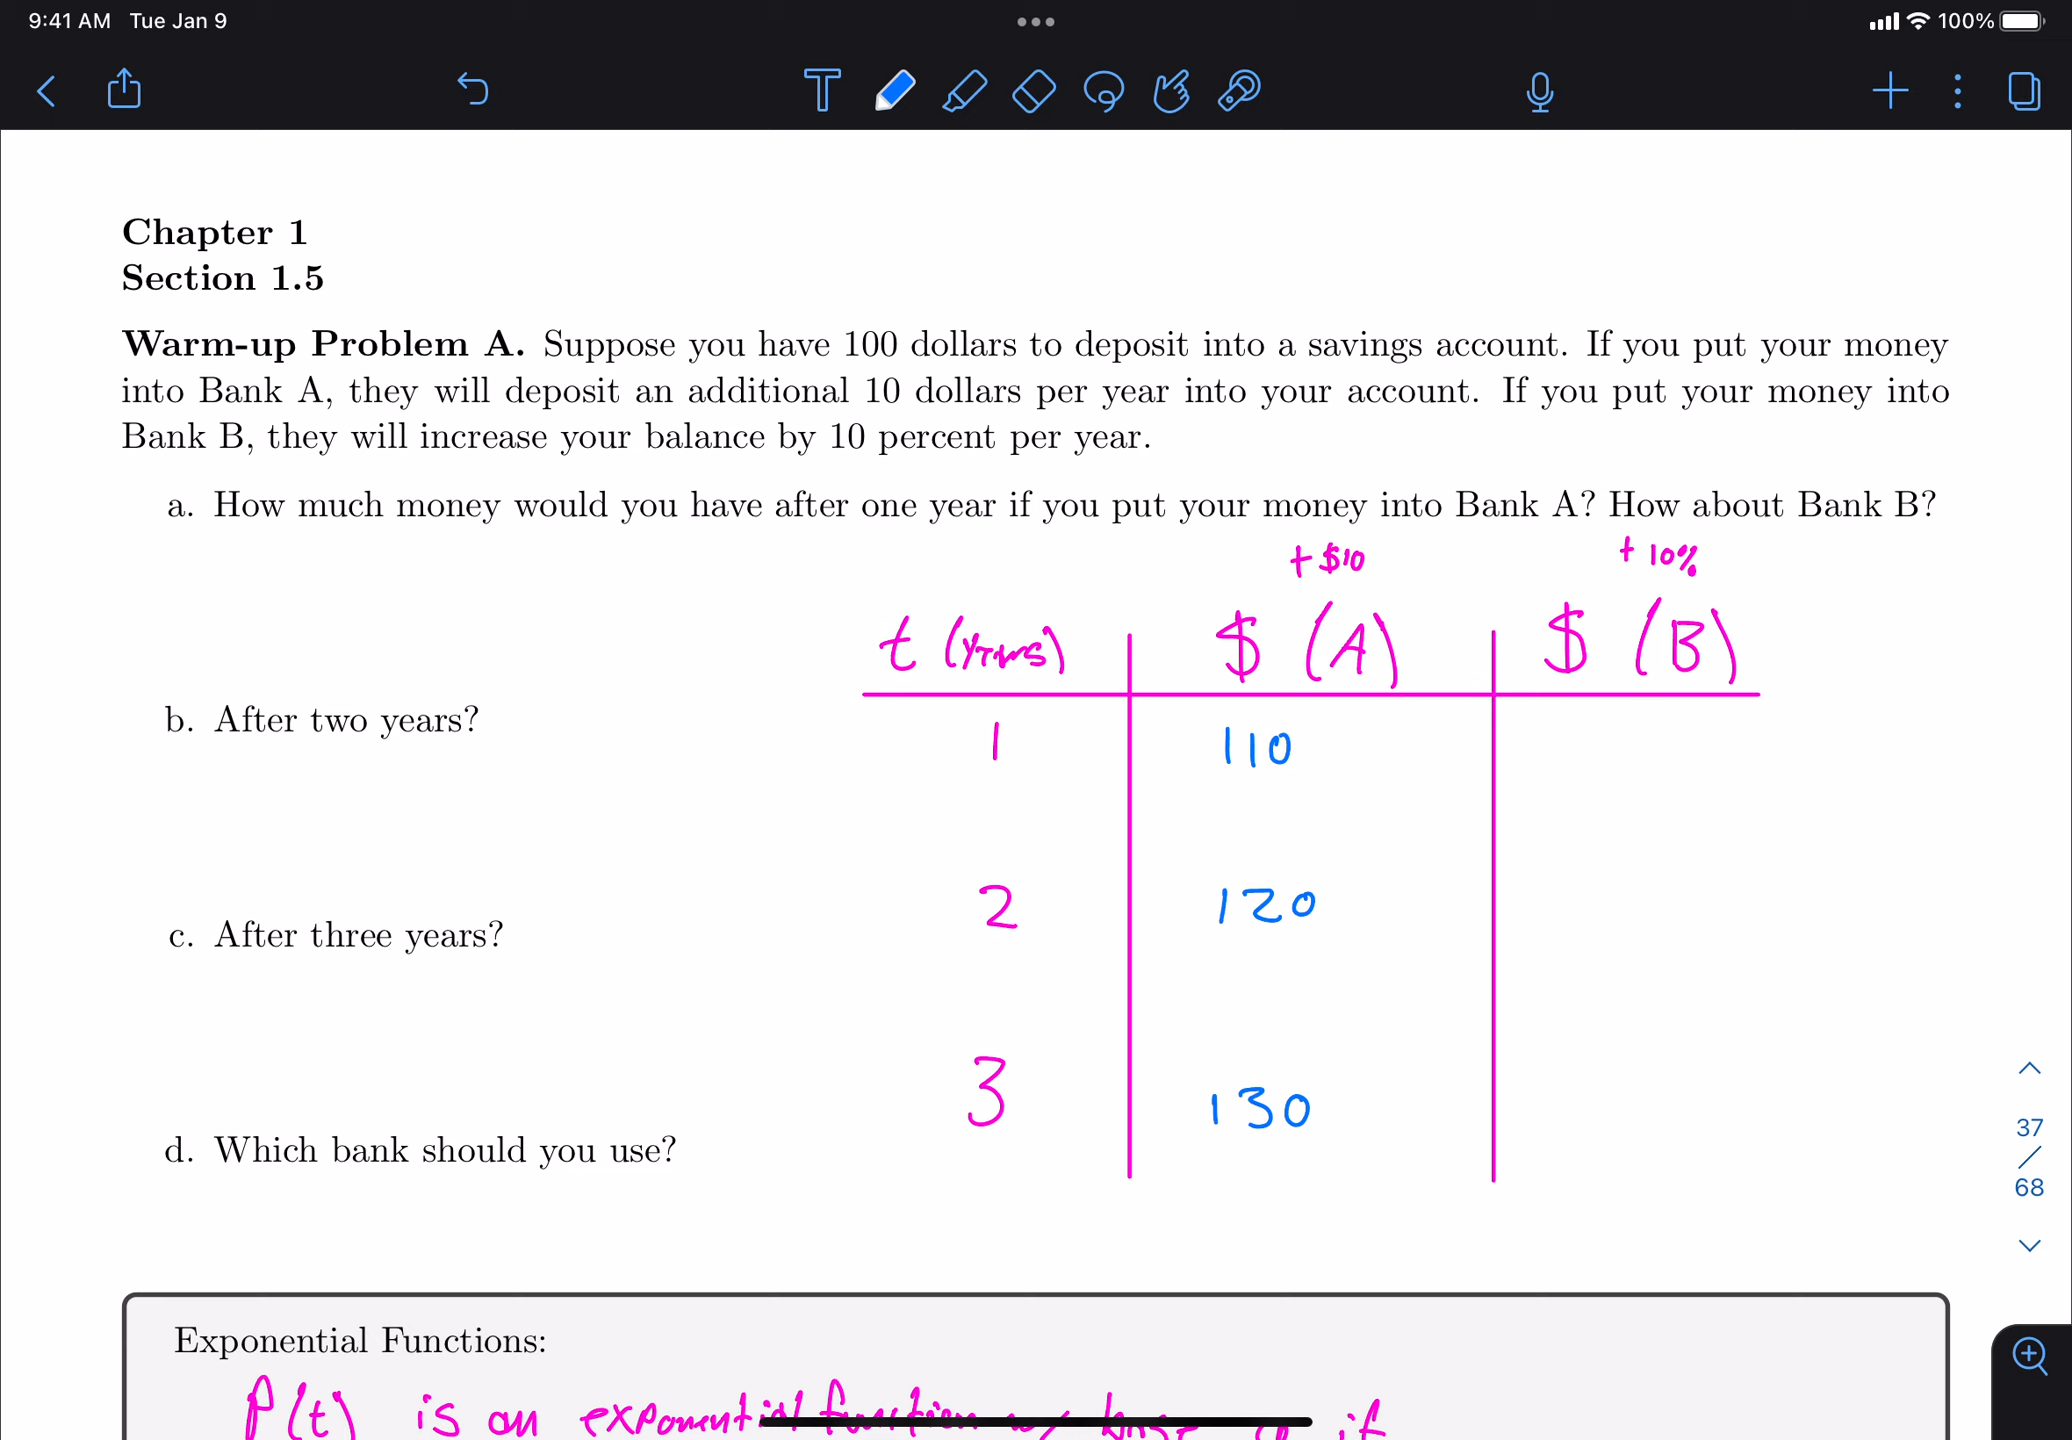 9:41 AM Tue Jan 9
100%
Chapter 1
Section 1.5
Warm-up Problem A. Suppose you have 100 dollars to deposit into a savings account. If you put your money
into Bank A, they will deposit an additional 10 dollars per year into your account. If you put your money into
Bank B, they will increase your balance by 10 percent per year.
a. How much money would you have after one year if you put your money into Bank A? How about Bank B?
+ $10
+ 10%
t (years) $ (A) $ (B)
b. After two years?
1 110
2 120
c. After three years?
3 130
d. Which bank should you use?
37
/
68
Exponential Functions:
P(t) is an exponential function w/ base if